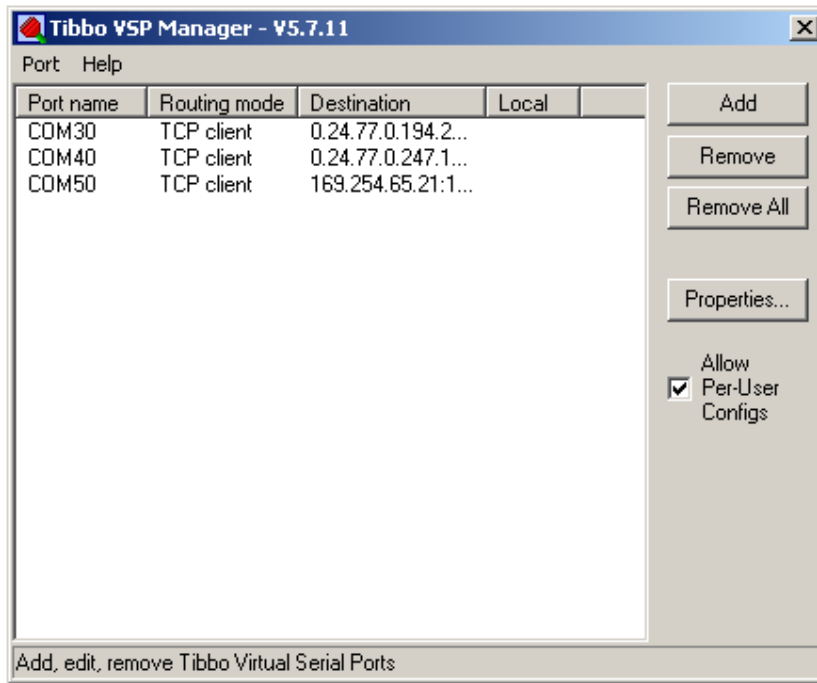 Tibbo VSP Manager - V5.7.11
Port Help
Port name Routing mode Destination Local
COM30 TCP client 0.24.77.0.194.2...
COM40 TCP client 0.24.77.0.247.1...
COM50 TCP client 169.254.65.21:1...
Add
Remove
Remove All
Properties...
Allow
Per-User
Configs
Add, edit, remove Tibbo Virtual Serial Ports